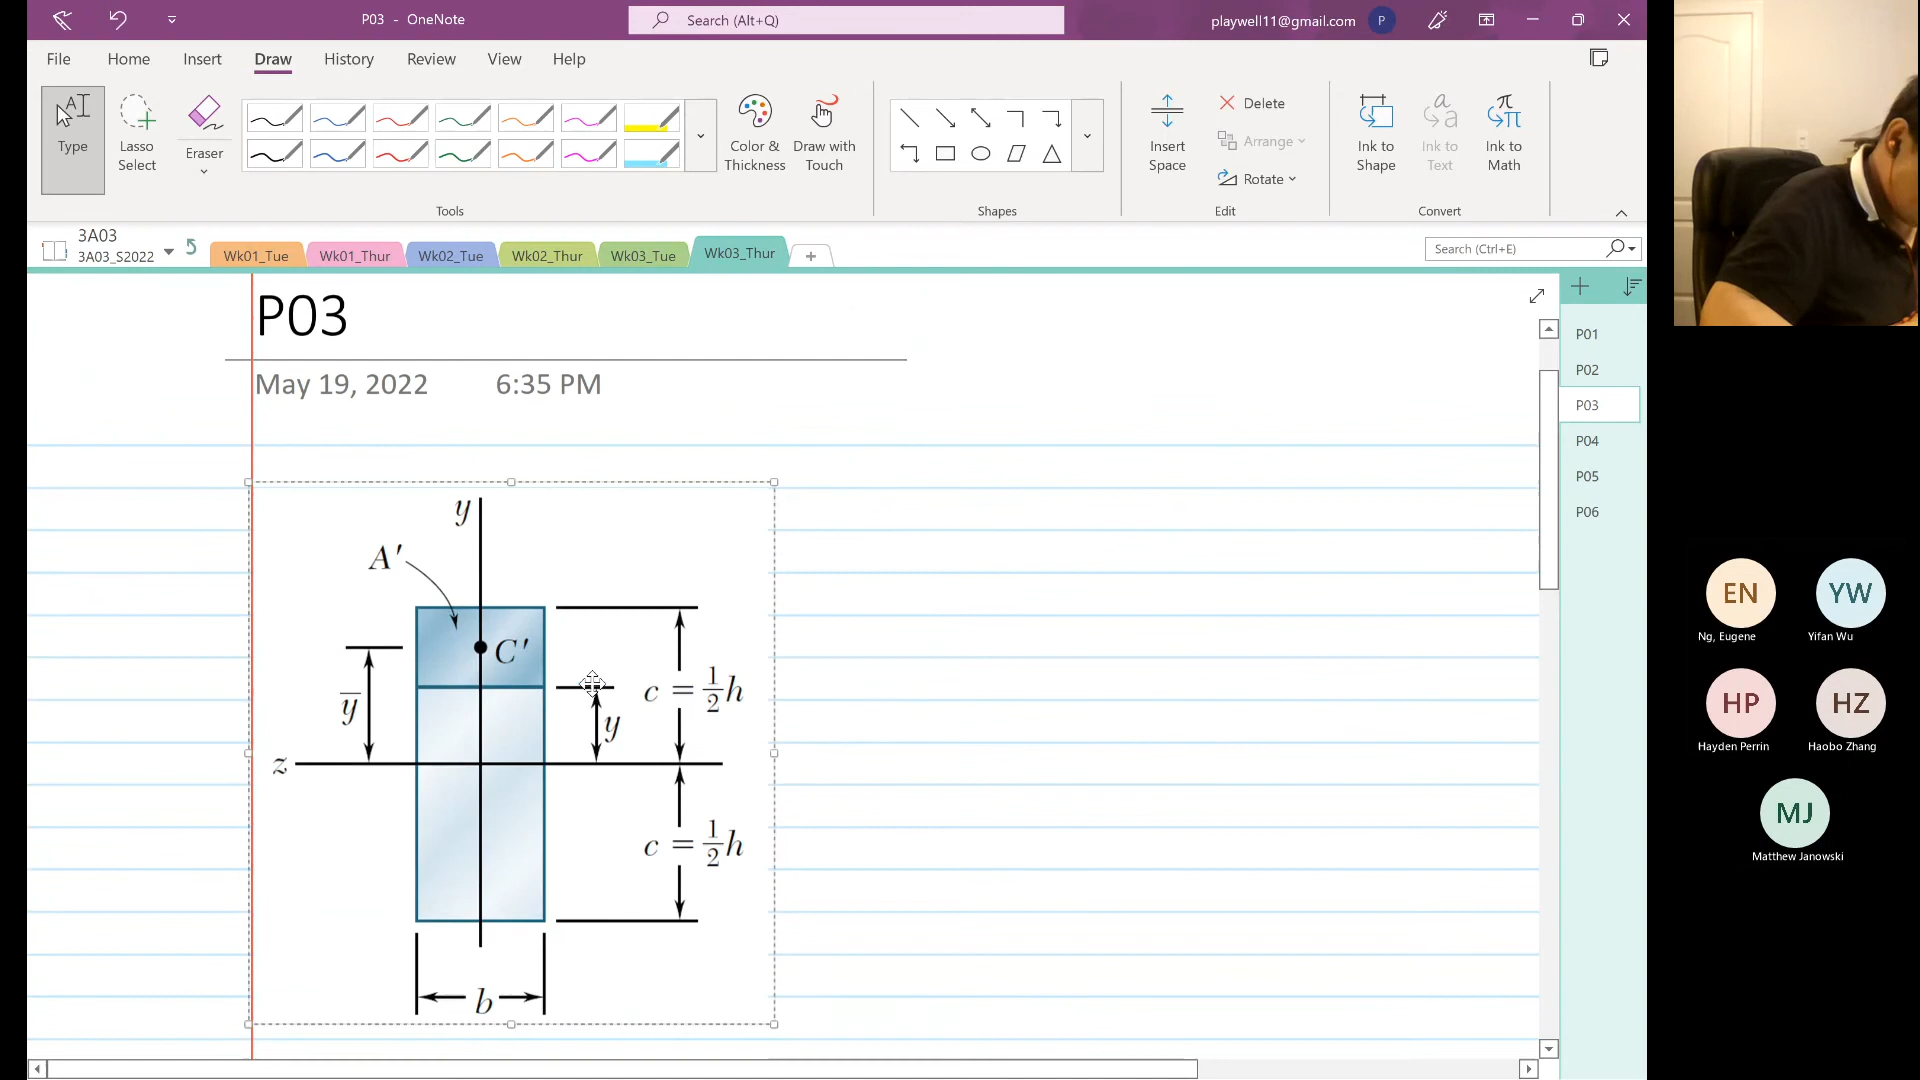 P03 - OneNote
Search (Alt+Q)
playwell11@gmail.com
P
File Home Insert Draw History Review View Help
Type
Lasso Select
Eraser
Color & Thickness
Draw with Touch
Insert Space
Delete
Arrange
Rotate
Ink to Shape
Ink to Text
Ink to Math
Tools
Shapes
Edit
Convert
3A03
3A03_S2022
Wk01_Tue
Wk01_Thur
Wk02_Tue
Wk02_Thur
Wk03_Tue
Wk03_Thur
Search (Ctrl+E)
P03
May 19, 2022 6:35 PM
P01
P02
P03
P04
P05
P06
y
A′
C′
c = 1/2 h
y̅
y
z
c = 1/2 h
b
EN
Ng, Eugene
YW
Yifan Wu
HP
Hayden Perrin
HZ
Haobo Zhang
MJ
Matthew Janowski